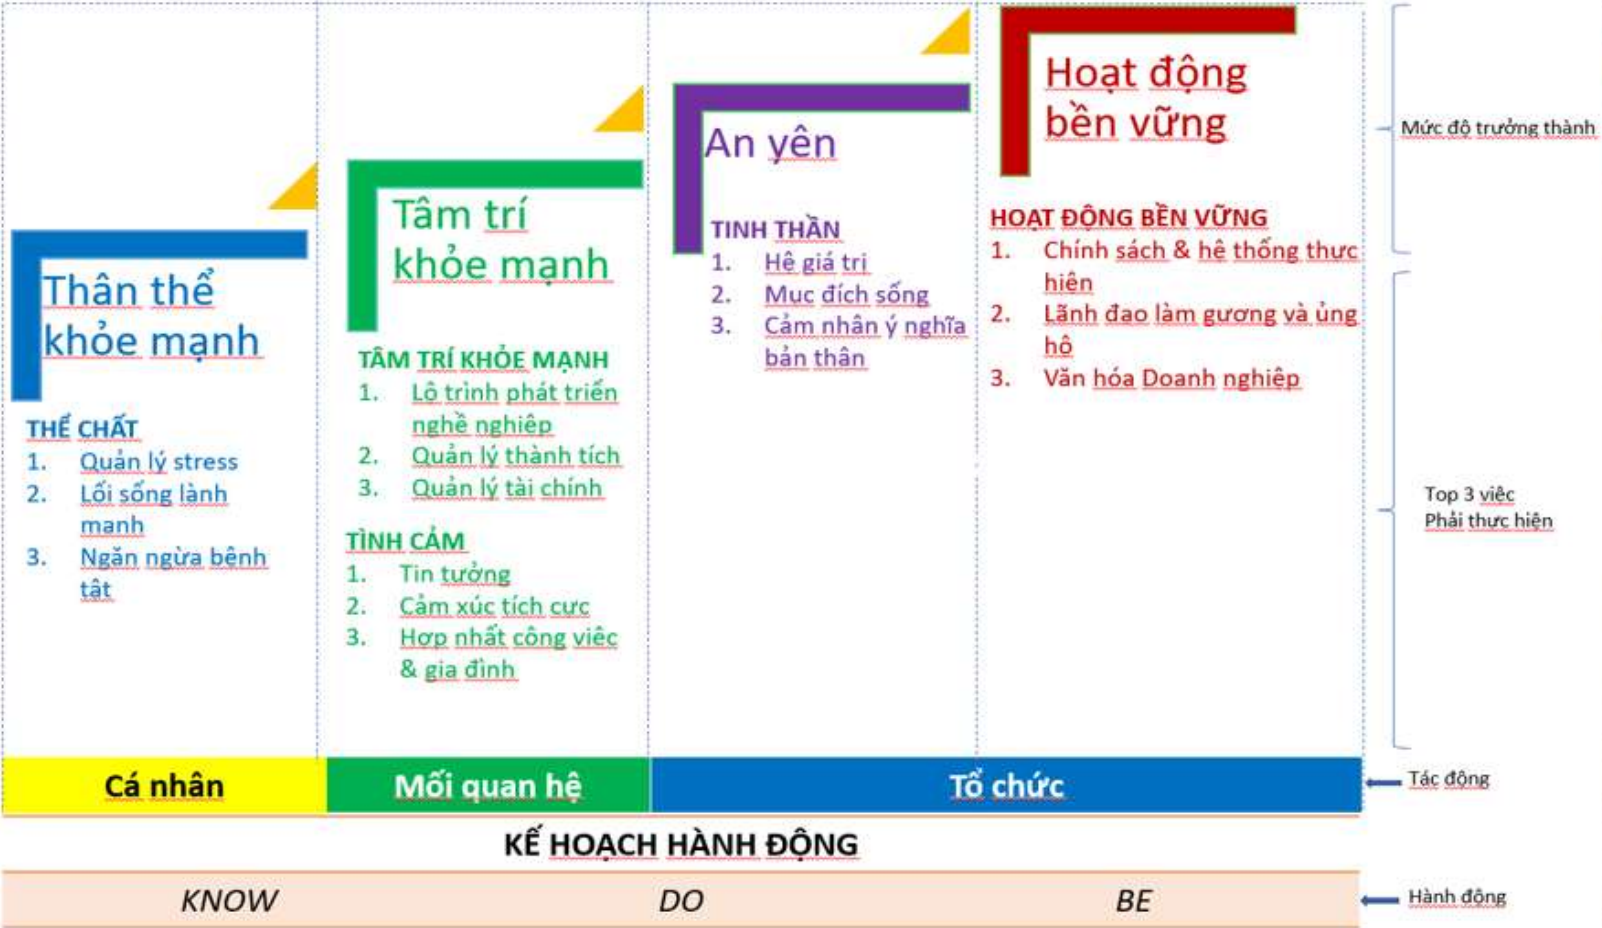 Thân thể
khỏe mạnh
THỂ CHẤT
1. Quản lý stress
2. Lối sống lành
mạnh
3. Ngăn ngừa bệnh
tật
Tâm trí
khỏe mạnh
TÂM TRÍ KHỎE MẠNH
1. Lộ trình phát triển
nghề nghiệp
2. Quản lý thành tích
3. Quản lý tài chính
TÌNH CẢM
1. Tin tưởng
2. Cảm xúc tích cực
3. Hợp nhất công việc
& gia đình
An yên
TINH THẦN
1. Hệ giá trị
2. Mục đích sống
3. Cảm nhận ý nghĩa
bản thân
Hoạt động
bền vững
HOẠT ĐỘNG BỀN VỮNG
1. Chính sách & hệ thống thực
hiện
2. Lãnh đạo làm gương và ủng
hộ
3. Văn hóa Doanh nghiệp
Mức độ trưởng thành
Top 3 việc
Phải thực hiện
Cá nhân
Mối quan hệ
Tổ chức
Tác động
KẾ HOẠCH HÀNH ĐỘNG
KNOW
DO
BE
Hành động